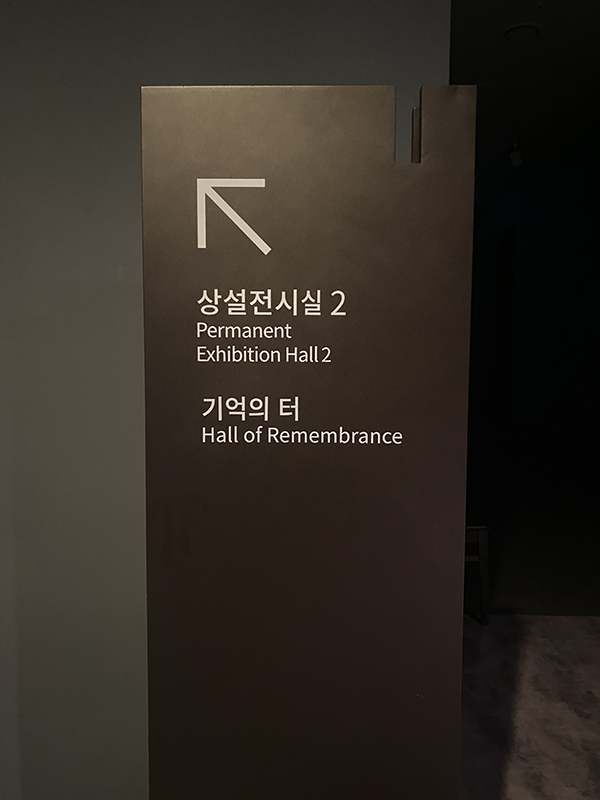 상설전시실 2
Permanent
Exhibition Hall 2
기억의 터
Hall of Remembrance